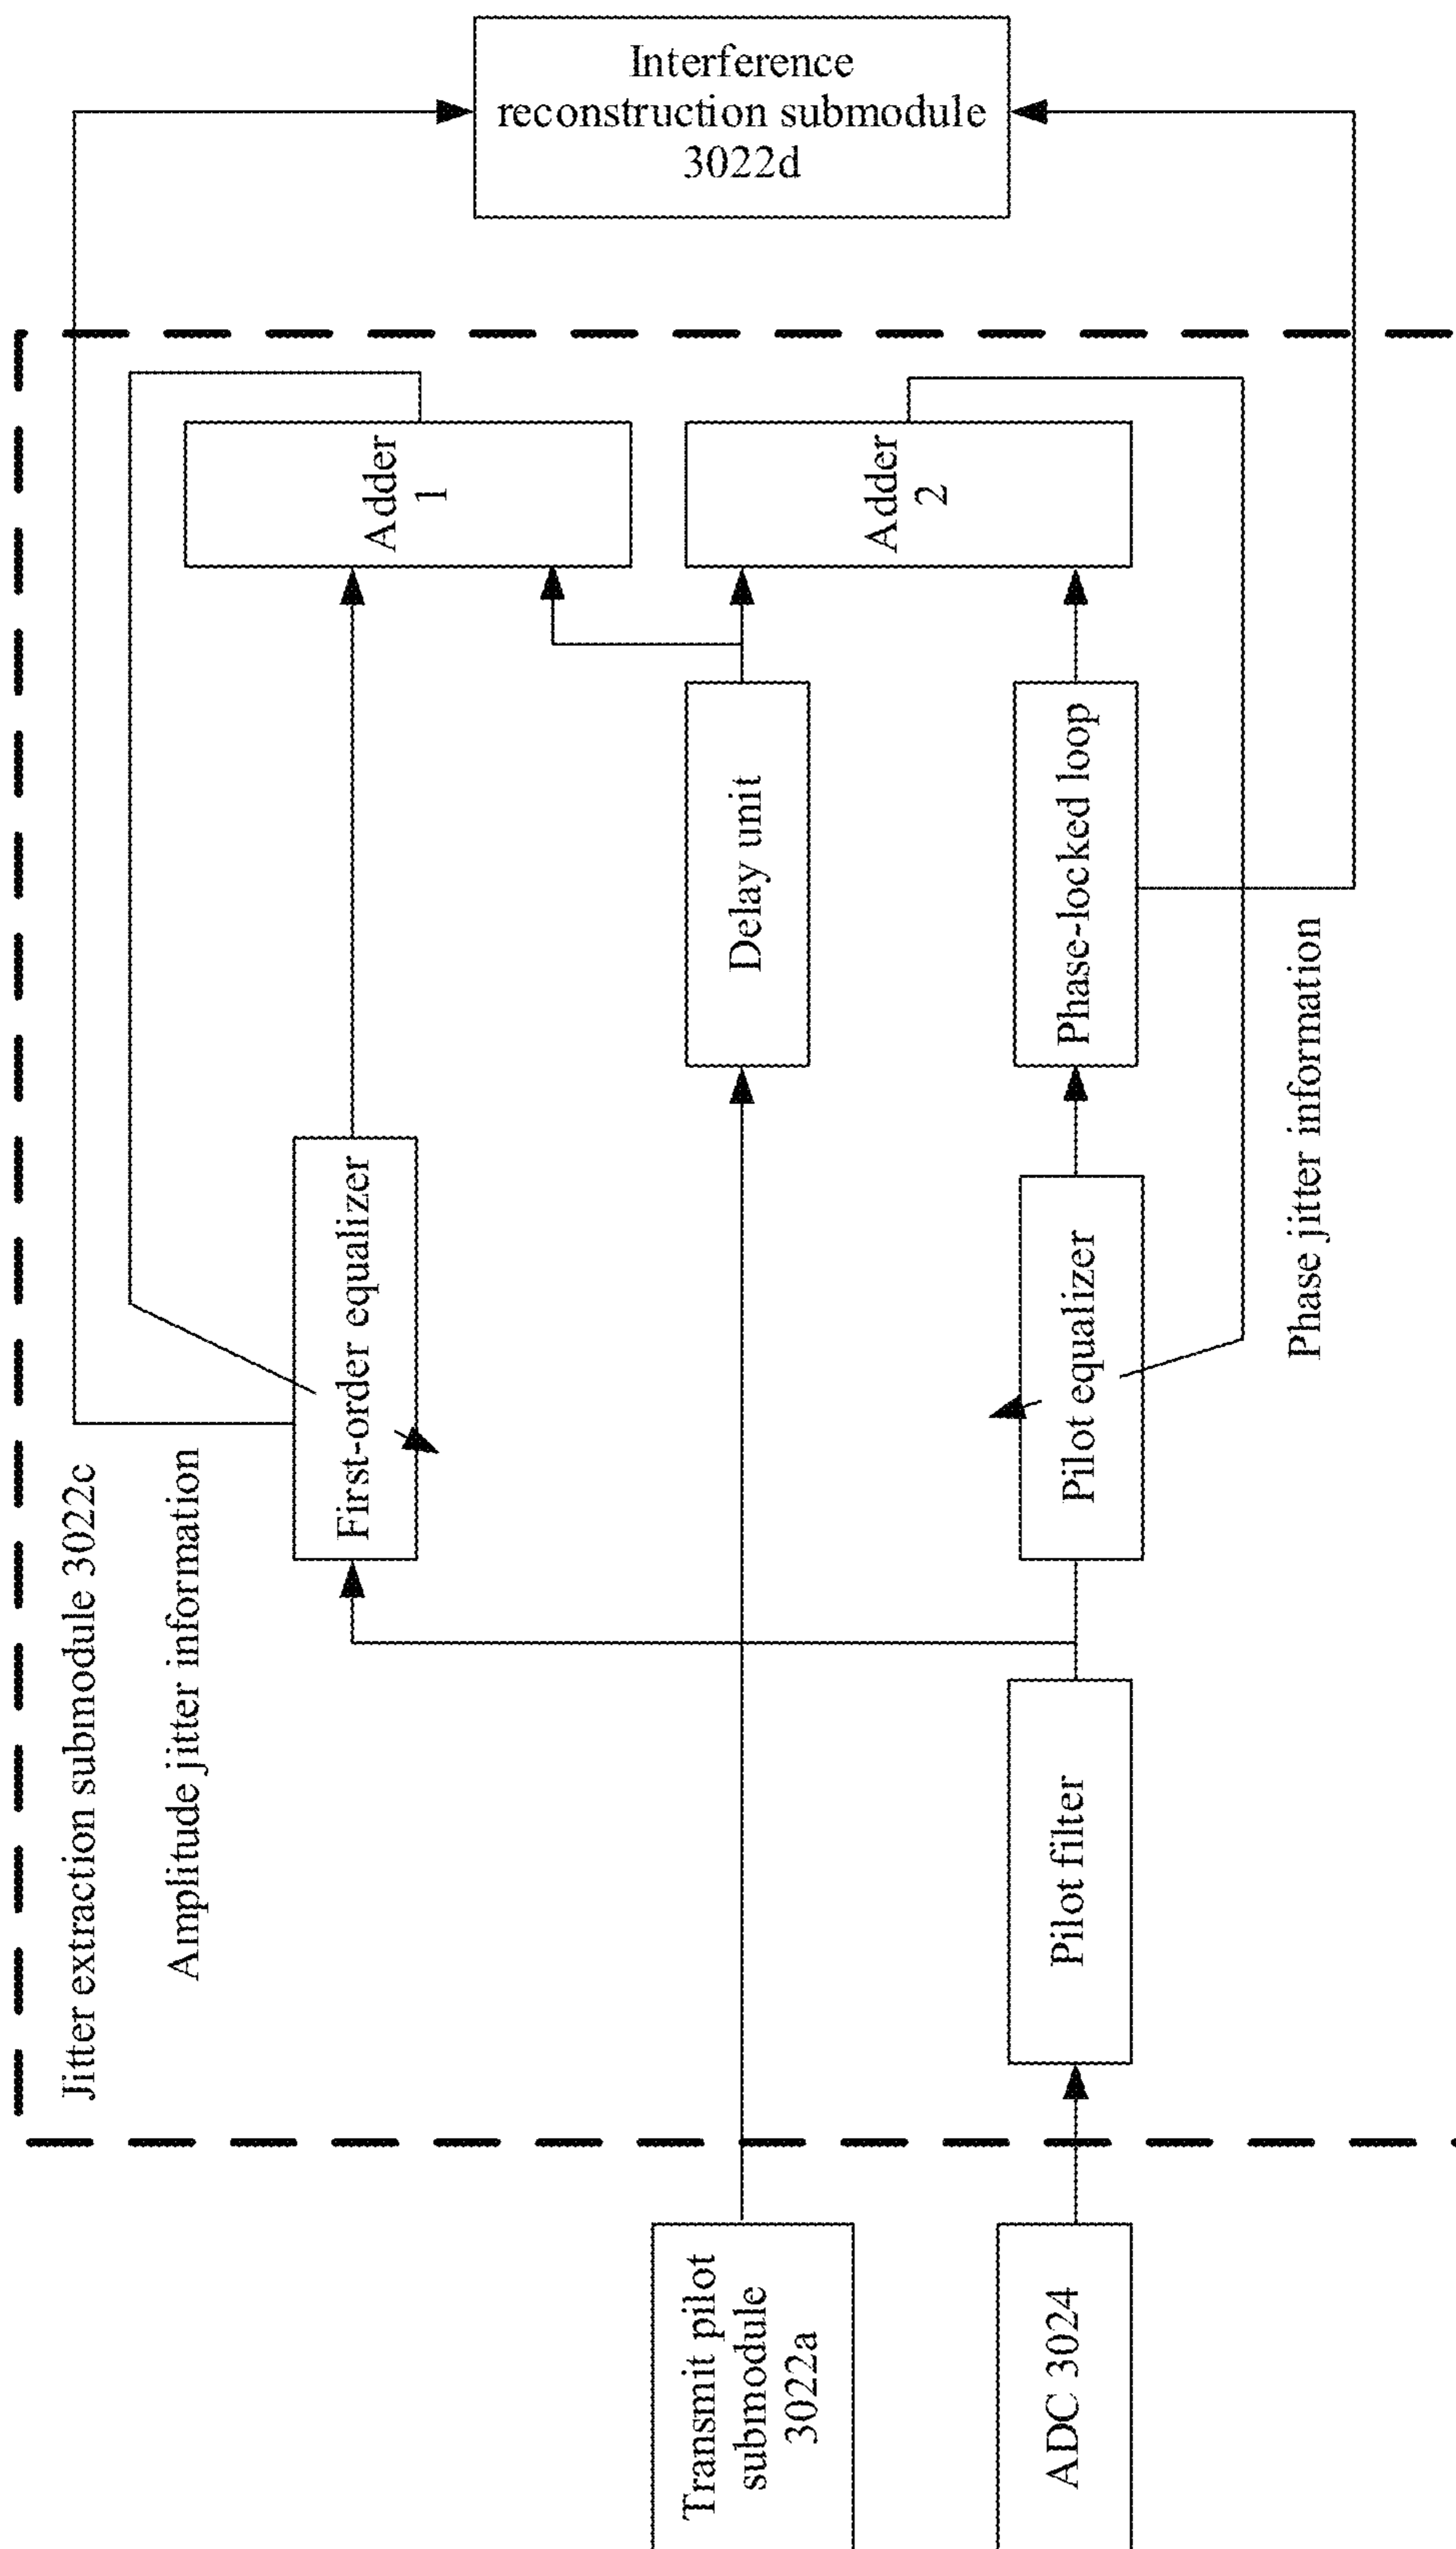 Interference
reconstruction submodule
3022d
Jitter extraction submodule 3022c
Amplitude jitter information
First-order equalizer
Adder
1
Adder
2
Delay unit
Phase-locked loop
Pilot equalizer
Phase jitter information
Pilot filter
Transmit pilot
submodule
3022a
ADC 3024